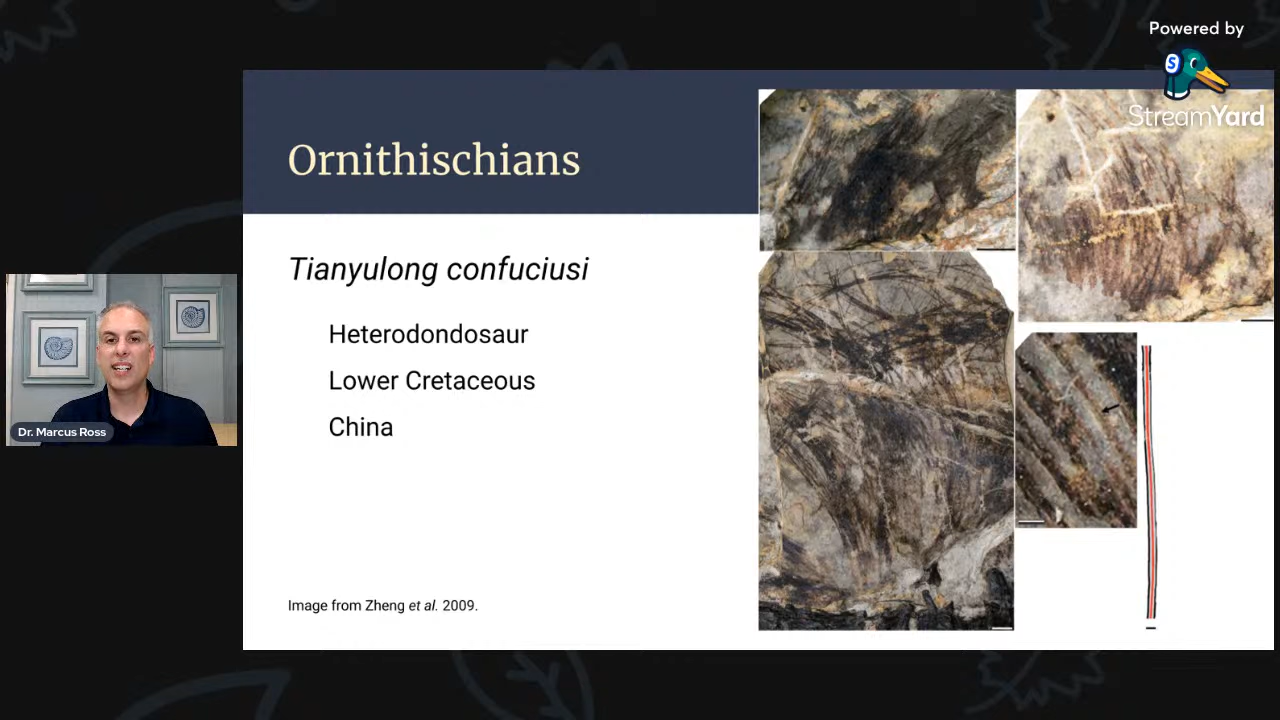 Powered by
S
StreamYard
Ornithischians
Tianyulong confuciusi
Heterodondosaur
Lower Cretaceous
China
Dr. Marcus Ross
Image from Zheng et al. 2009.